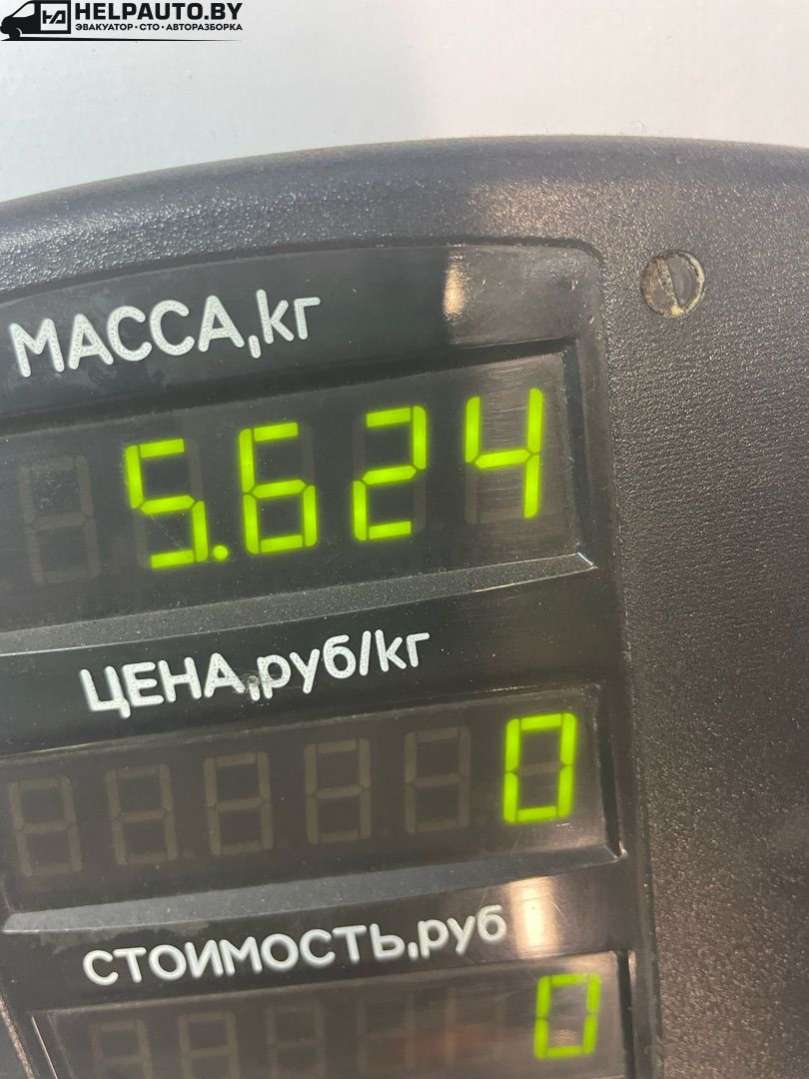 HELPAUTO.BY
ЭВАКУАТОР • СТО • АВТОРАЗБОРКА
МАССА,кг
5.624
ЦЕНА,руб/кг
0
СТОИМОСТЬ,руб
0